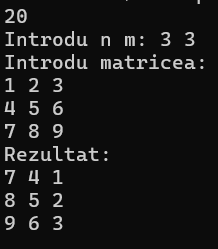 20
Introdu n m: 3 3
Introdu matricea:
1 2 3
4 5 6
7 8 9
Rezultat:
7 4 1
8 5 2
9 6 3